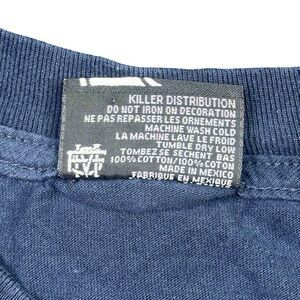 KILLER DISTRIBUTION
DO NOT IRON ON DECORATION
NE PAS REPASSER LES ORNEMENTS
MACHINE WASH COLD
LA MACHINE LAVE LE FROID
TUMBLE DRY LOW
TOMBEZ SE SECHENT BAS
100% COTTON/100% COTON
MADE IN MEXICO
FABRIQUE EN MEXIQUE